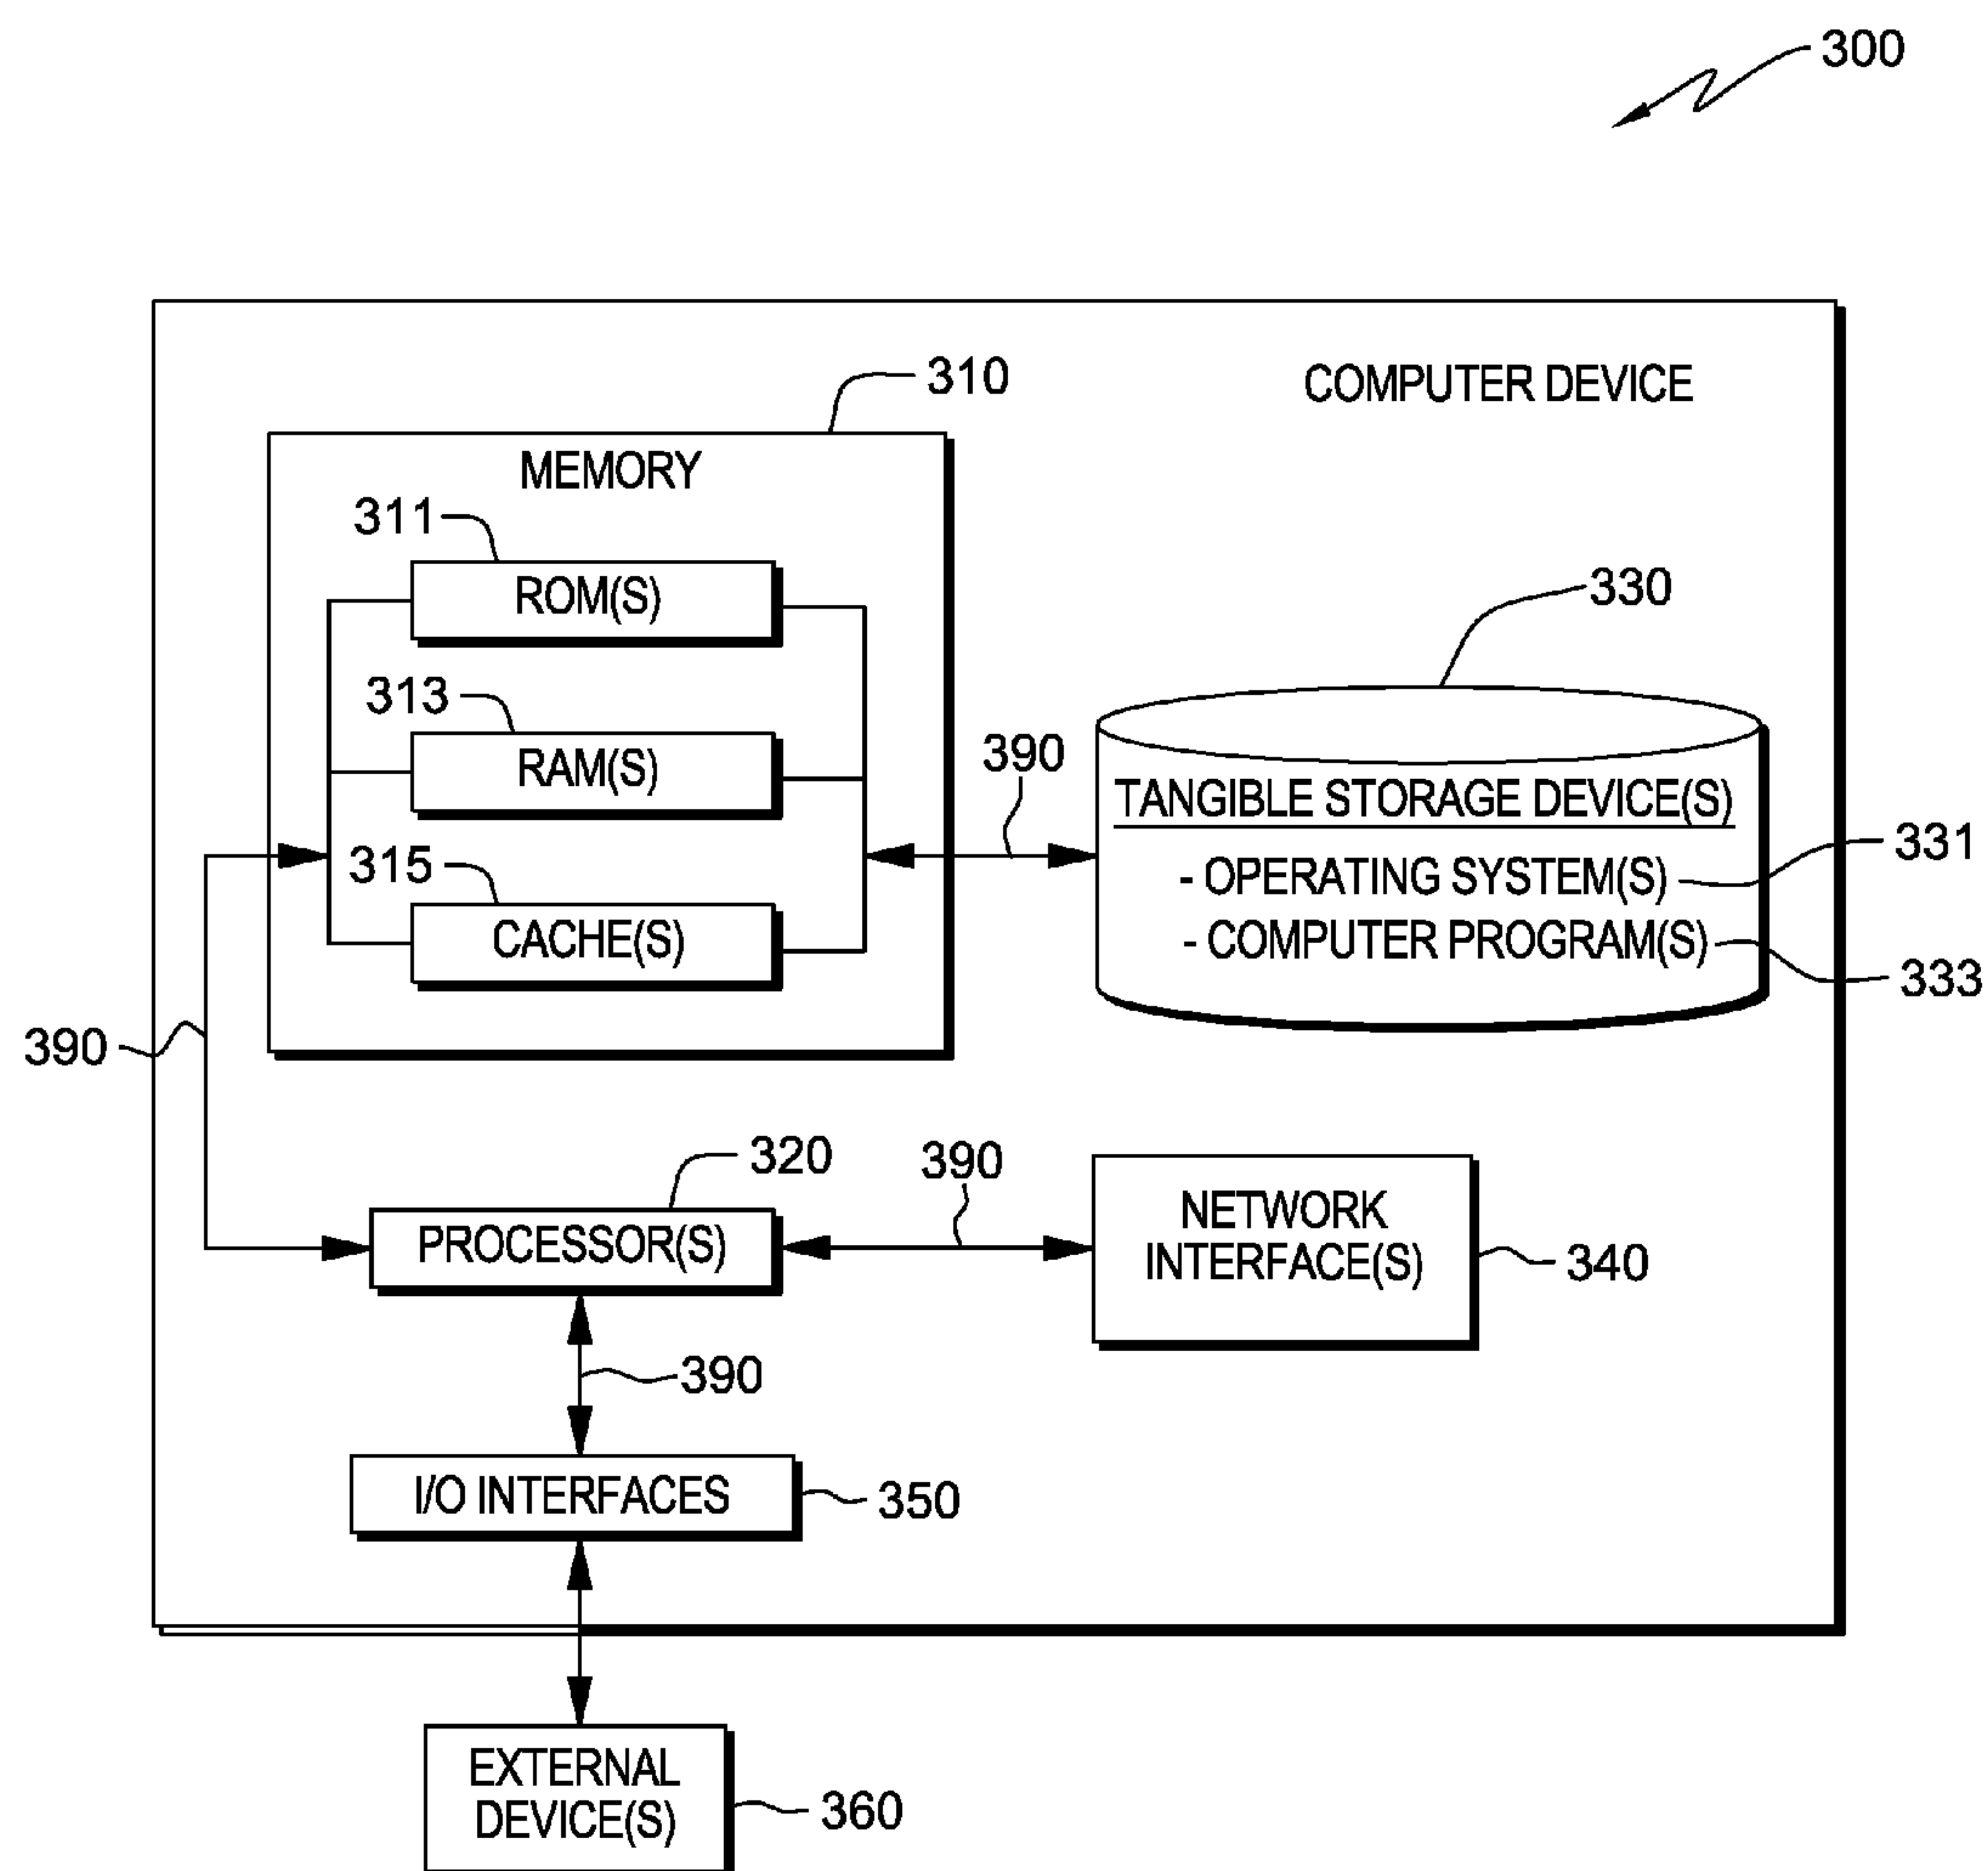 300
310
COMPUTER DEVICE
MEMORY
311
ROM(S)
330
313
RAM(S)
390
TANGIBLE STORAGE DEVICE(S)
315
331
- OPERATING SYSTEM(S)
CACHE(S)
- COMPUTER PROGRAM(S)
333
390
320
390
NETWORK
INTERFACE(S)
PROCESSOR(S)
340
390
I/O INTERFACES
350
EXTERNAL
DEVICE(S)
360